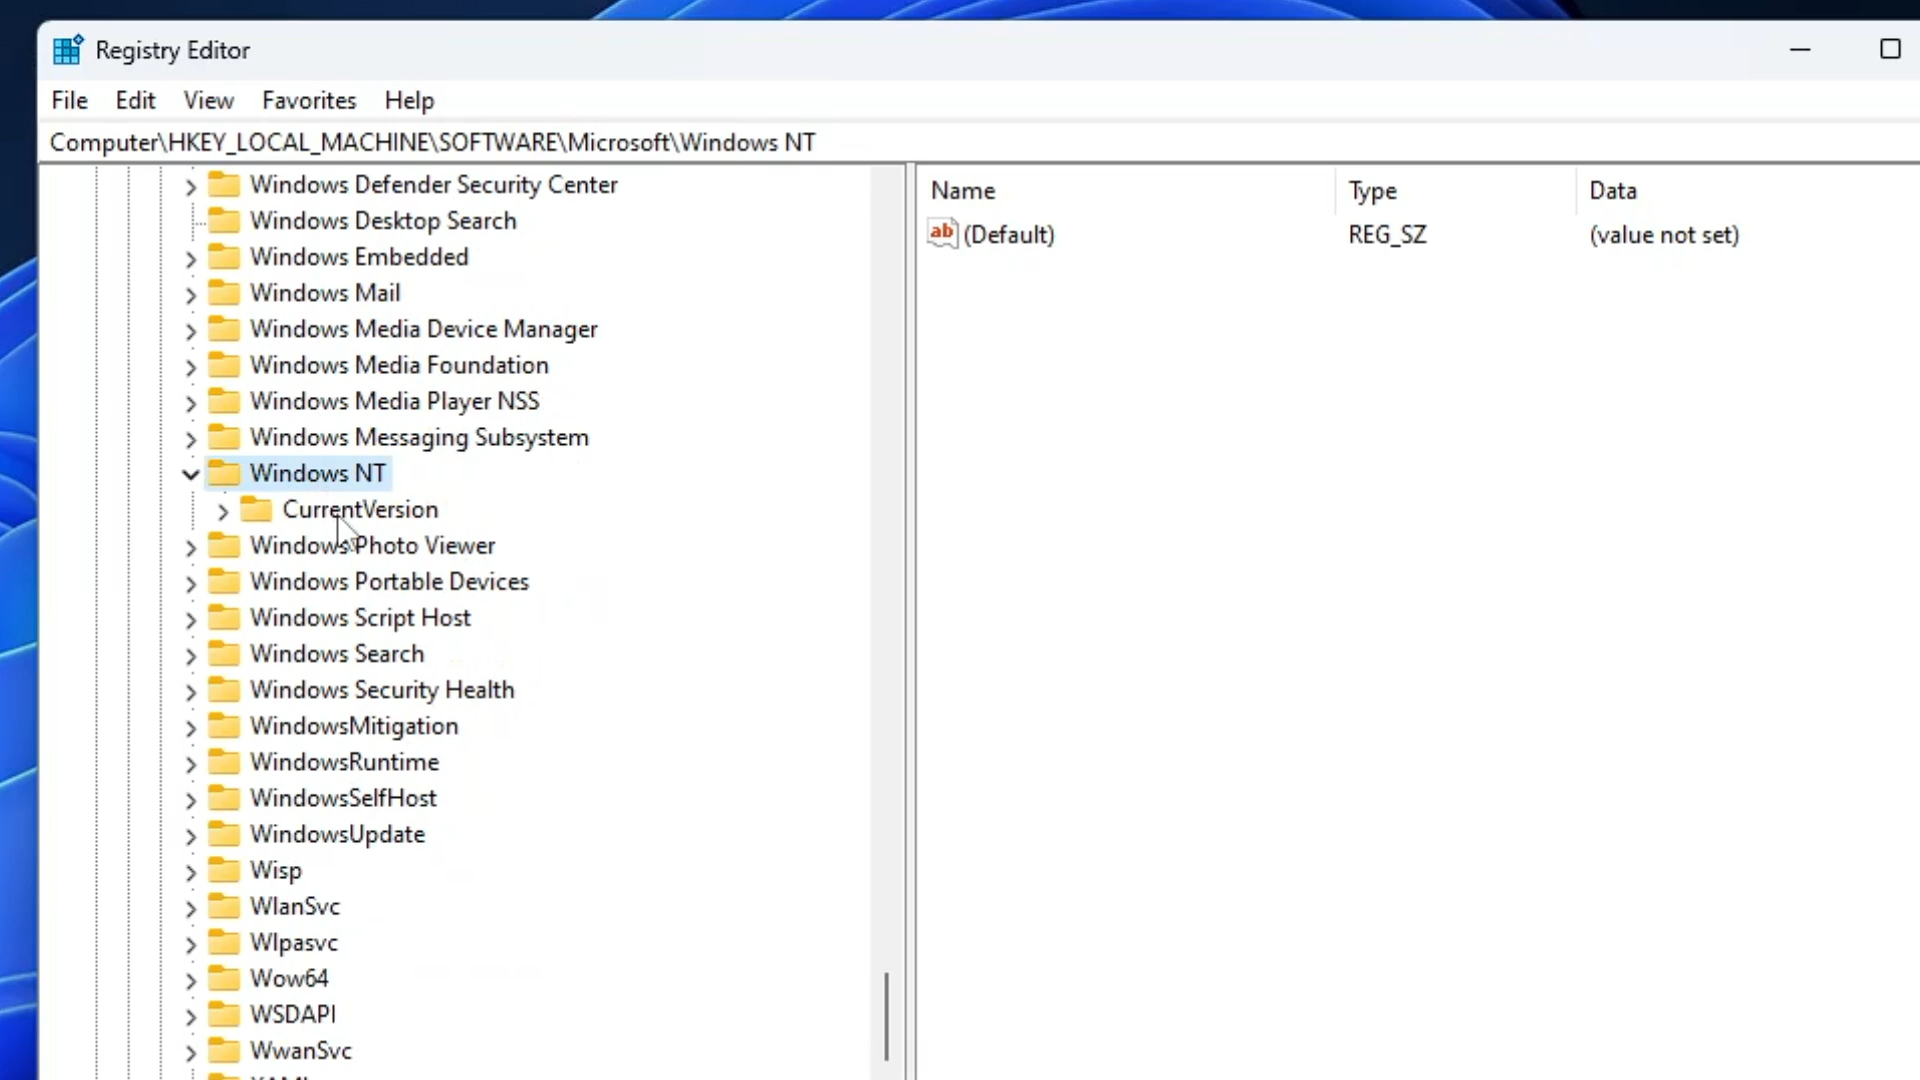 Registry Editor
File Edit View Favorites Help
Computer\HKEY_LOCAL_MACHINE\SOFTWARE\Microsoft\Windows NT
Windows Defender Security Center
Windows Desktop Search
Windows Embedded
Windows Mail
Windows Media Device Manager
Windows Media Foundation
Windows Media Player NSS
Windows Messaging Subsystem
Windows NT
CurrentVersion
Windows Photo Viewer
Windows Portable Devices
Windows Script Host
Windows Search
Windows Security Health
WindowsMitigation
WindowsRuntime
WindowsSelfHost
WindowsUpdate
Wisp
WlanSvc
Wlpasvc
Wow64
WSDAPI
WwanSvc
Name Type Data
ab (Default) REG_SZ (value not set)